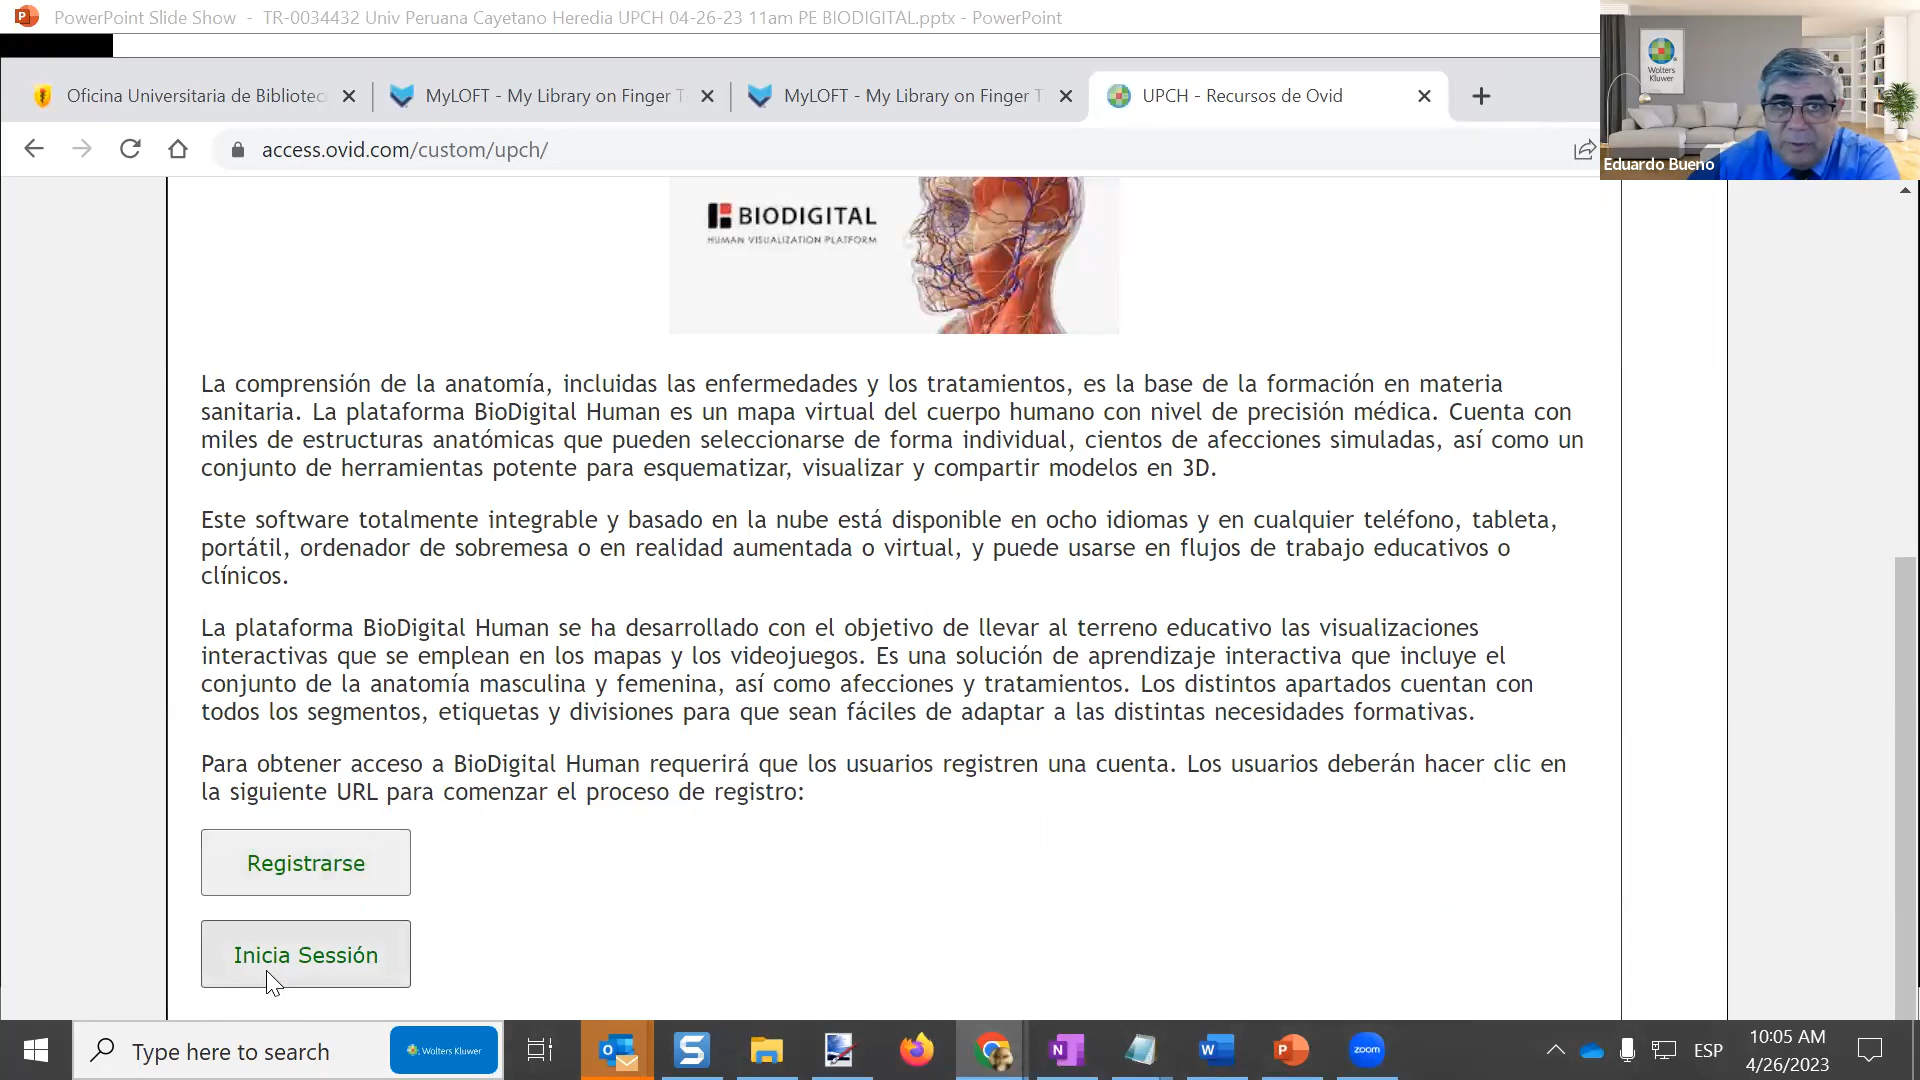 PowerPoint Slide Show - TR-0034432 Univ Peruana Cayetano Heredia UPCH 04-26-23 11am PE BIODIGITAL.pptx - PowerPoint
Oficina Universitaria de Bibliotec
MyLOFT - My Library on Finger T
MyLOFT - My Library on Finger T
UPCH - Recursos de Ovid
access.ovid.com/custom/upch/
Wolters
Kluwer
Eduardo Bueno
BIODIGITAL
HUMAN VISUALIZATION PLATFORM
La comprensión de la anatomía, incluidas las enfermedades y los tratamientos, es la base de la formación en materia
sanitaria. La plataforma BioDigital Human es un mapa virtual del cuerpo humano con nivel de precisión médica. Cuenta con
miles de estructuras anatómicas que pueden seleccionarse de forma individual, cientos de afecciones simuladas, así como un
conjunto de herramientas potente para esquematizar, visualizar y compartir modelos en 3D.
Este software totalmente integrable y basado en la nube está disponible en ocho idiomas y en cualquier teléfono, tableta,
portátil, ordenador de sobremesa o en realidad aumentada o virtual, y puede usarse en flujos de trabajo educativos o
clínicos.
La plataforma BioDigital Human se ha desarrollado con el objetivo de llevar al terreno educativo las visualizaciones
interactivas que se emplean en los mapas y los videojuegos. Es una solución de aprendizaje interactiva que incluye el
conjunto de la anatomía masculina y femenina, así como afecciones y tratamientos. Los distintos apartados cuentan con
todos los segmentos, etiquetas y divisiones para que sean fáciles de adaptar a las distintas necesidades formativas.
Para obtener acceso a BioDigital Human requerirá que los usuarios registren una cuenta. Los usuarios deberán hacer clic en
la siguiente URL para comenzar el proceso de registro:
Registrarse
Inicia Sessión
Type here to search
Wolters Kluwer
zoom
ESP
10:05 AM
4/26/2023